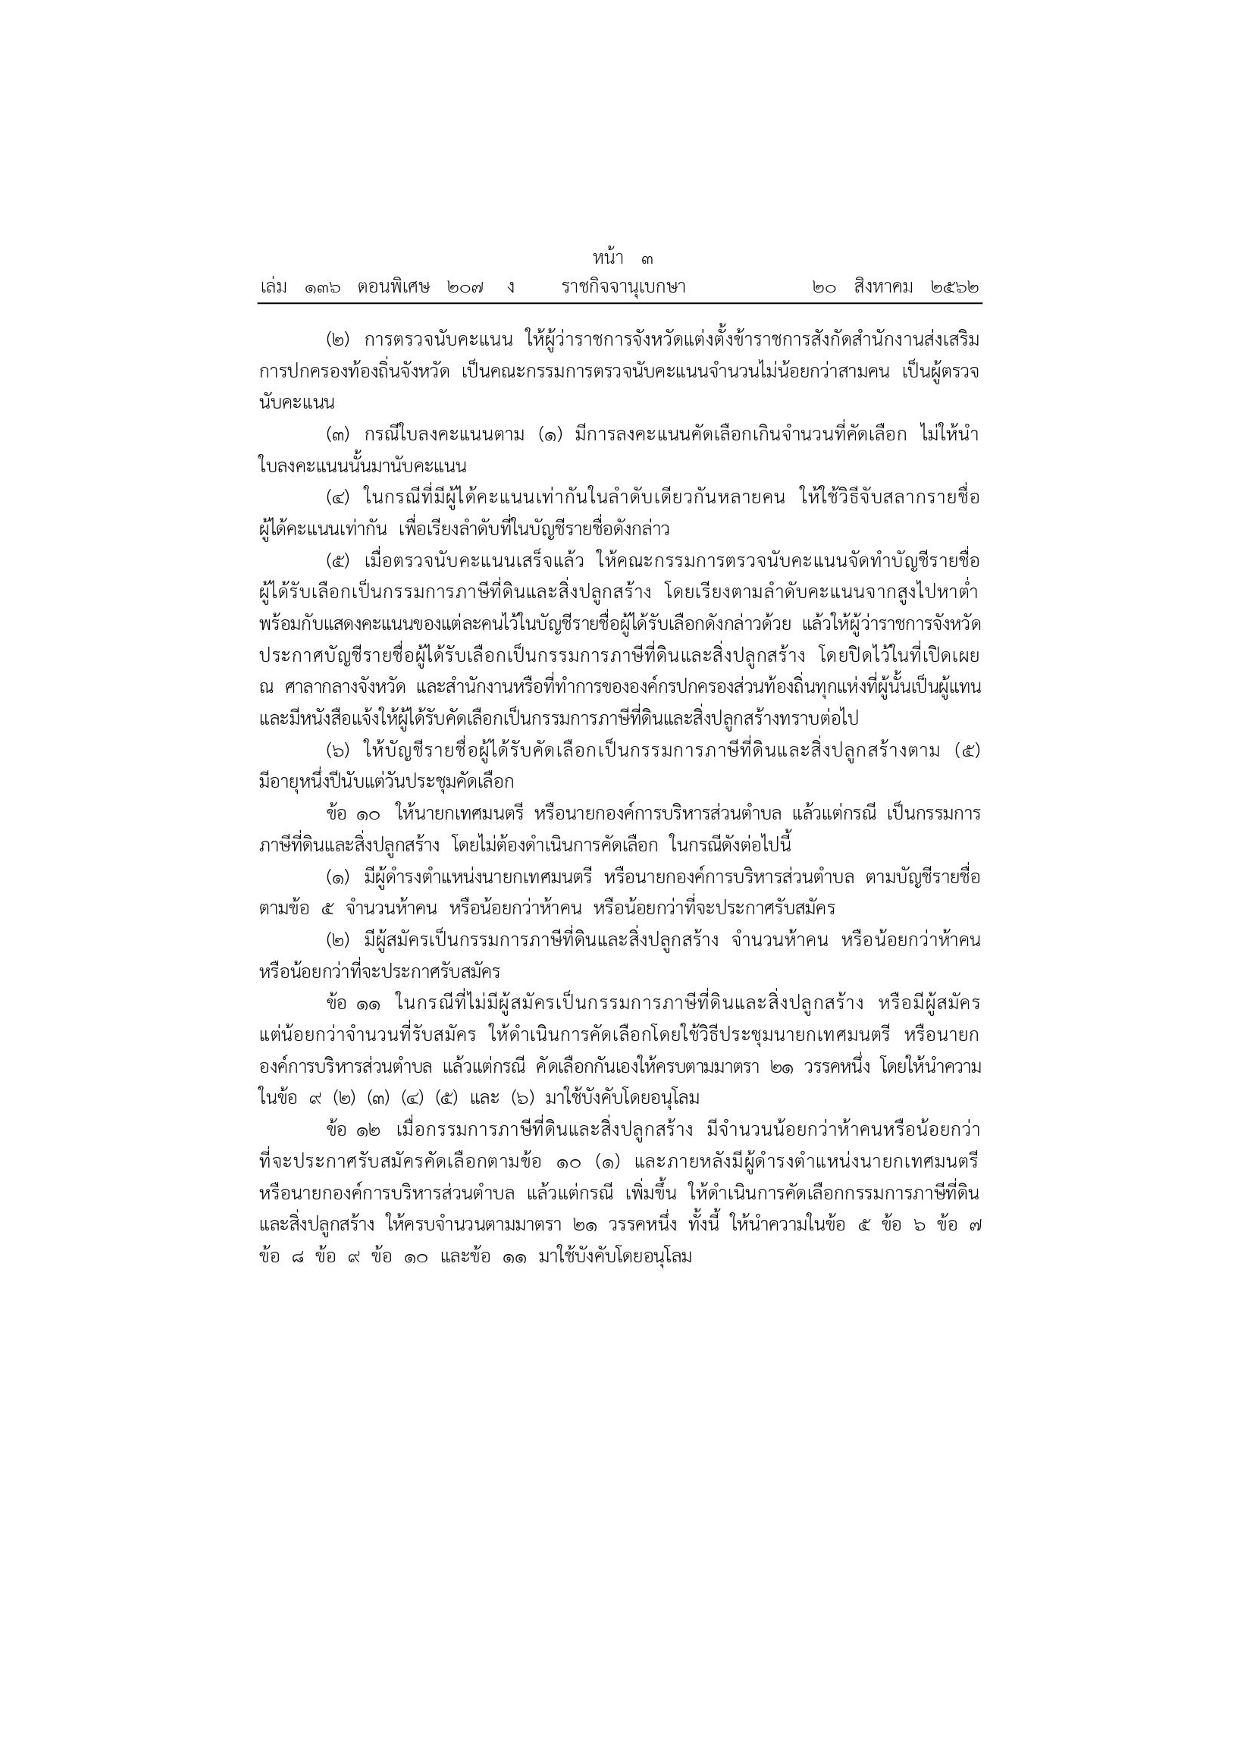 หน้า ๓
เล่ม ๑๓๖ ตอนพิเศษ ๒๐๗ ง ราชกิจจานุเบกษา ๒๐ สิงหาคม ๒๕๖๒
(๒) การตรวจนับคะแนน ให้ผู้ว่าราชการจังหวัดแต่งตั้งข้าราชการสังกัดสำนักงานส่งเสริม
การปกครองท้องถิ่นจังหวัด เป็นคณะกรรมการตรวจนับคะแนนจำนวนไม่น้อยกว่าสามคน เป็นผู้ตรวจ
นับคะแนน
(๓) กรณีใบลงคะแนนตาม (๑) มีการลงคะแนนคัดเลือกเกินจำนวนที่คัดเลือก ไม่ให้นำ
ใบลงคะแนนนั้นมานับคะแนน
(๔) ในกรณีที่มีผู้ได้คะแนนเท่ากันในลำดับเดียวกันหลายคน ให้ใช้วิธีจับสลากรายชื่อ
ผู้ได้คะแนนเท่ากัน เพื่อเรียงลำดับที่ในบัญชีรายชื่อดังกล่าว
(๕) เมื่อตรวจนับคะแนนเสร็จแล้ว ให้คณะกรรมการตรวจนับคะแนนจัดทำบัญชีรายชื่อ
ผู้ได้รับเลือกเป็นกรรมการภาษีที่ดินและสิ่งปลูกสร้าง โดยเรียงตามลำดับคะแนนจากสูงไปหาต่ำ
พร้อมกับแสดงคะแนนของแต่ละคนไว้ในบัญชีรายชื่อผู้ได้รับเลือกดังกล่าวด้วย แล้วให้ผู้ว่าราชการจังหวัด
ประกาศบัญชีรายชื่อผู้ได้รับเลือกเป็นกรรมการภาษีที่ดินและสิ่งปลูกสร้าง โดยปิดไว้ในที่เปิดเผย
ณ ศาลากลางจังหวัด และสำนักงานหรือที่ทำการขององค์กรปกครองส่วนท้องถิ่นทุกแห่งที่ผู้นั้นเป็นผู้แทน
และมีหนังสือแจ้งให้ผู้ได้รับคัดเลือกเป็นกรรมการภาษีที่ดินและสิ่งปลูกสร้างทราบต่อไป
(๖) ให้บัญชีรายชื่อผู้ได้รับคัดเลือกเป็นกรรมการภาษีที่ดินและสิ่งปลูกสร้างตาม (๕)
มีอายุหนึ่งปีนับแต่วันประชุมคัดเลือก
ข้อ ๑๐ ให้นายกเทศมนตรี หรือนายกองค์การบริหารส่วนตำบล แล้วแต่กรณี เป็นกรรมการ
ภาษีที่ดินและสิ่งปลูกสร้าง โดยไม่ต้องดำเนินการคัดเลือก ในกรณีดังต่อไปนี้
(๑) มีผู้ดำรงตำแหน่งนายกเทศมนตรี หรือนายกองค์การบริหารส่วนตำบล ตามบัญชีรายชื่อ
ตามข้อ ๕ จำนวนห้าคน หรือน้อยกว่าห้าคน หรือน้อยกว่าที่จะประกาศรับสมัคร
(๒) มีผู้สมัครเป็นกรรมการภาษีที่ดินและสิ่งปลูกสร้าง จำนวนห้าคน หรือน้อยกว่าห้าคน
หรือน้อยกว่าที่จะประกาศรับสมัคร
ข้อ ๑๑ ในกรณีที่ไม่มีผู้สมัครเป็นกรรมการภาษีที่ดินและสิ่งปลูกสร้าง หรือมีผู้สมัคร
แต่น้อยกว่าจำนวนที่รับสมัคร ให้ดำเนินการคัดเลือกโดยใช้วิธีประชุมนายกเทศมนตรี หรือนายก
องค์การบริหารส่วนตำบล แล้วแต่กรณี คัดเลือกกันเองให้ครบตามมาตรา ๒๑ วรรคหนึ่ง โดยให้นำความ
ในข้อ ๙ (๒) (๓) (๔) (๕) และ (๖) มาใช้บังคับโดยอนุโลม
ข้อ ๑๒ เมื่อกรรมการภาษีที่ดินและสิ่งปลูกสร้าง มีจำนวนน้อยกว่าห้าคนหรือน้อยกว่า
ที่จะประกาศรับสมัครคัดเลือกตามข้อ ๑๐ (๑) และภายหลังมีผู้ดำรงตำแหน่งนายกเทศมนตรี
หรือนายกองค์การบริหารส่วนตำบล แล้วแต่กรณี เพิ่มขึ้น ให้ดำเนินการคัดเลือกกรรมการภาษีที่ดิน
และสิ่งปลูกสร้าง ให้ครบจำนวนตามมาตรา ๒๑ วรรคหนึ่ง ทั้งนี้ ให้นำความในข้อ ๕ ข้อ ๖ ข้อ ๗
ข้อ ๘ ข้อ ๙ ข้อ ๑๐ และข้อ ๑๑ มาใช้บังคับโดยอนุโลม